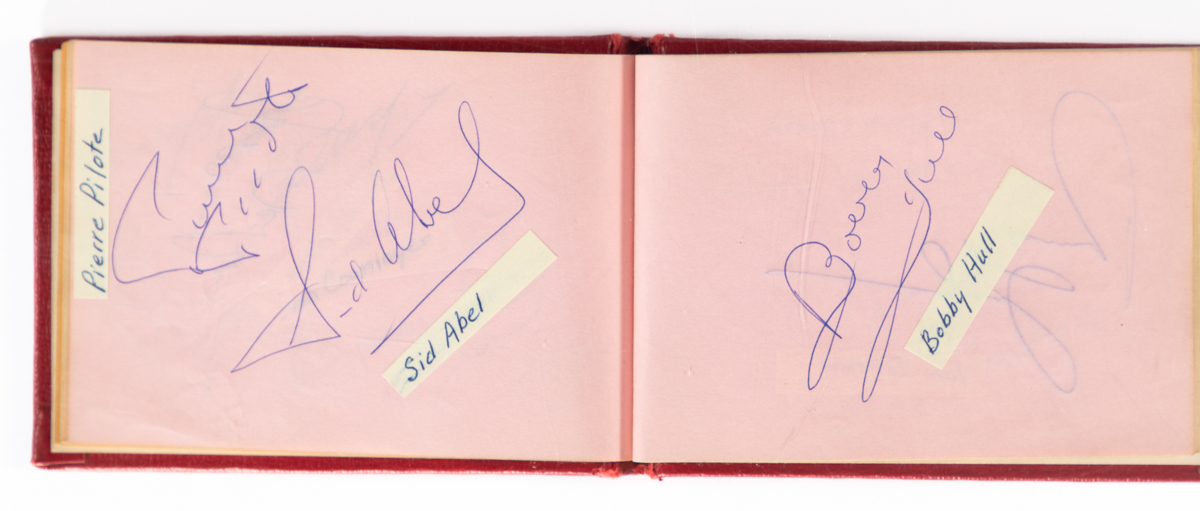 Pierre Pilote
Sid Abel
Sid Abel
Bobby Hull
Bobby Hull